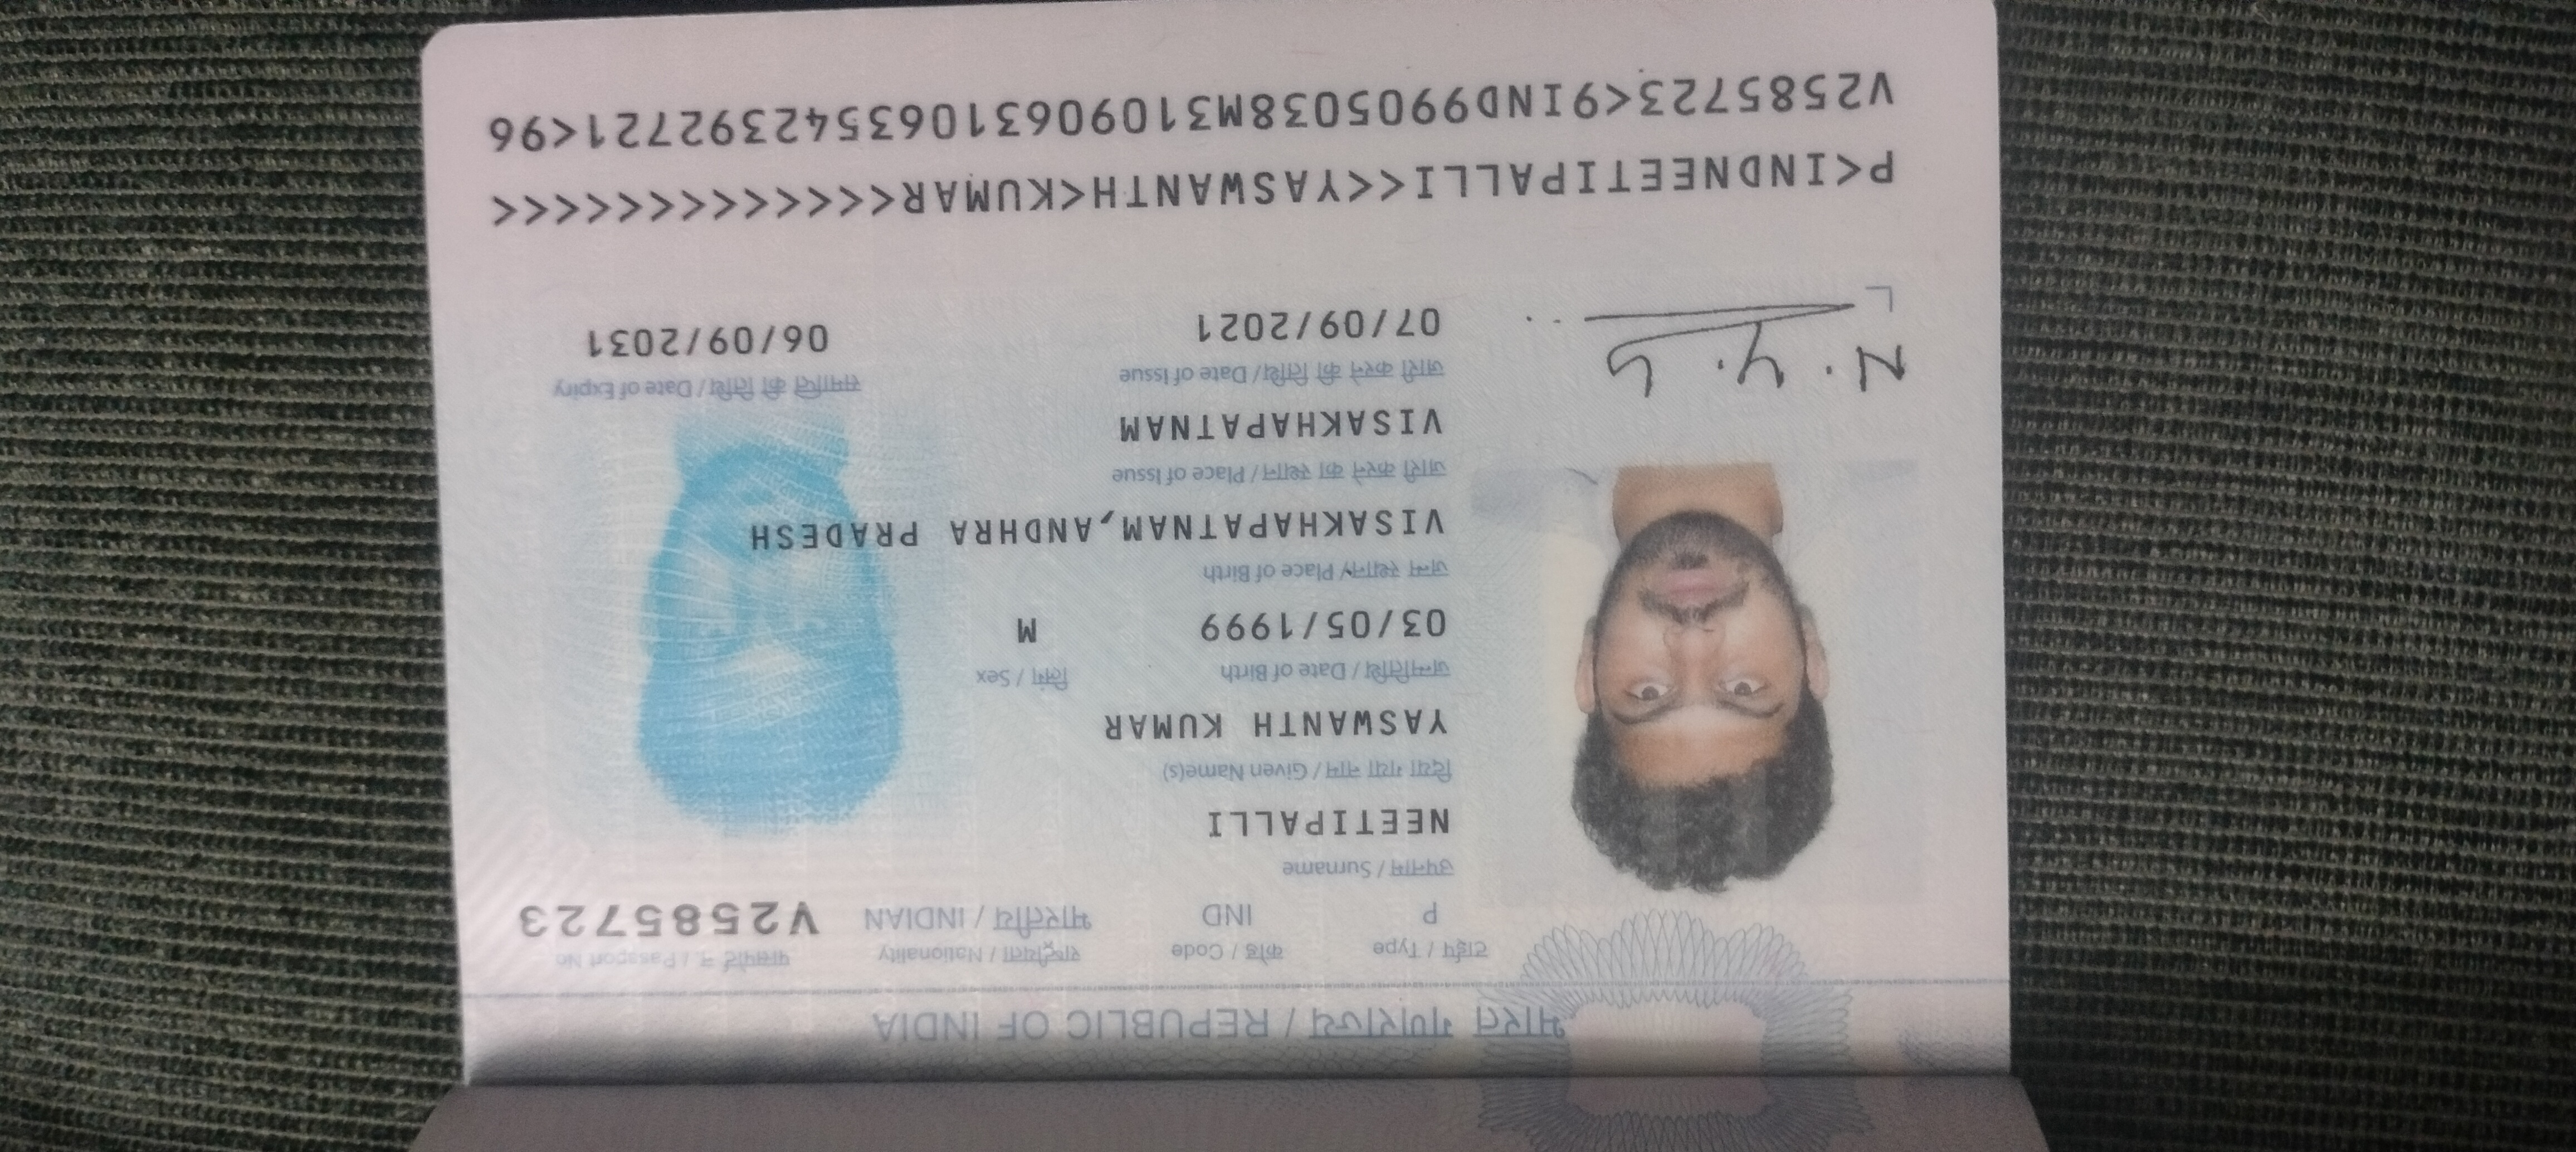 भारत गणराज्य / REPUBLIC OF INDIA
टाईप / Type कोड / Code राष्ट्रीयता / Nationality पासपोर्ट न. / Passport No.
P IND भारतीय / INDIAN V2585723
उपनाम / Surname
NEETIPALLI
दिया गया नाम / Given Name(s)
YASWANTH KUMAR
जन्मतिथि / Date of Birth लिंग / Sex
03/05/1999 M
जन्म स्थान / Place of Birth
VISAKHAPATNAM,ANDHRA PRADESH
जारी करने का स्थान / Place of Issue
VISAKHAPATNAM
जारी करने की तिथि / Date of Issue समाप्ति की तिथि / Date of Expiry
07/09/2021 06/09/2031
N. Y. K
P<INDNEETIPALLI<<YASWANTH<KUMAR<<<<<<<<<<<<<
V2585723<9IND9905038M31090631063542392721<96